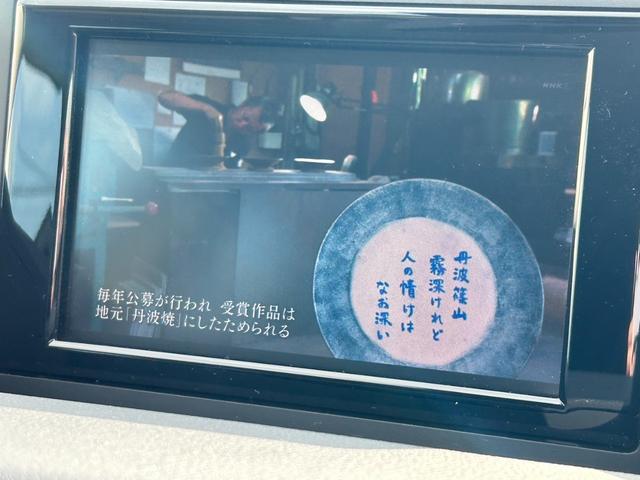 NHK
丹波篠山
霧深けれど
人の情けは
なお深い
毎年公募が行われ 受賞作品は
地元「丹波焼」にしたためられる